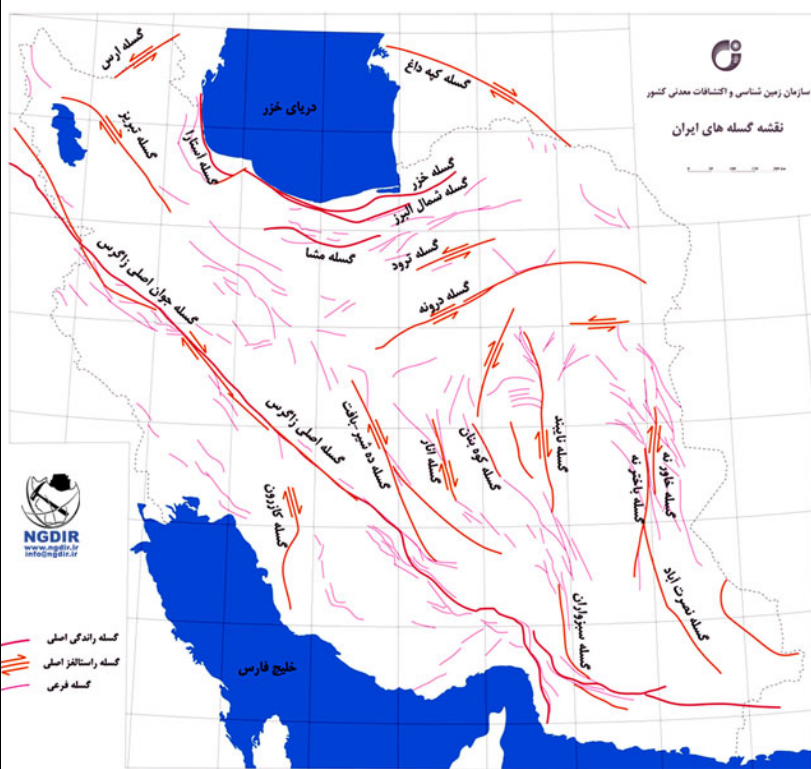 سازمان زمین شناسی و اکتشافات معدنی کشور
نقشه گسله های ایران
گسله ارس
گسله کپه داغ
دریای خزر
گسله تبریز
گسله آستارا
گسله خزر
گسله شمال البرز
گسله مشا
گسله ترود
گسله درونه
گسله جوان اصلی زاگرس
گسله اصلی زاگرس
گسله ده شیر-بافت
گسله انار
گسله کوه بنان
گسله نایبند
گسله باختر نه
گسله خاور نه
گسله کازرون
گسله سبزواران
گسله نصرت آباد
NGDIR
www.ngdir.ir
info@ngdir.ir
گسله راندگی اصلی
گسله راستالغز اصلی
گسله فرعی
خلیج فارس